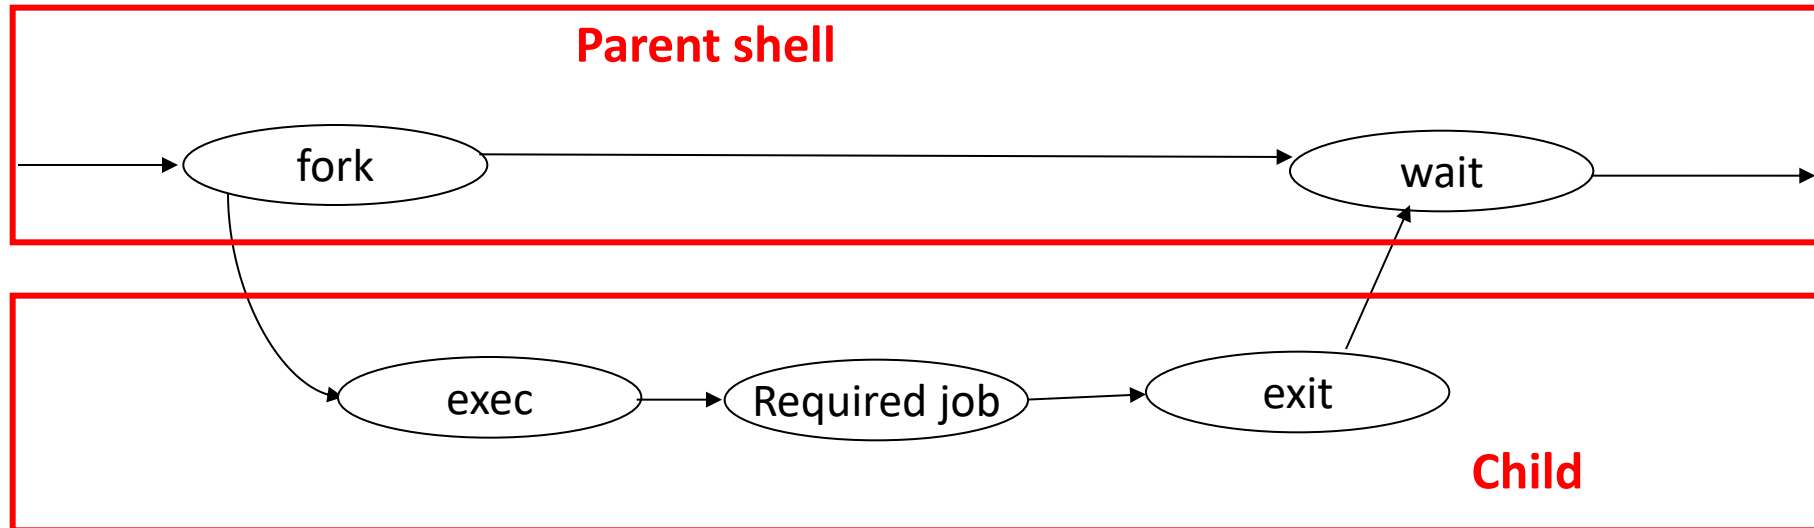 Parent shell
fork
wait
exec
Required job
exit
Child